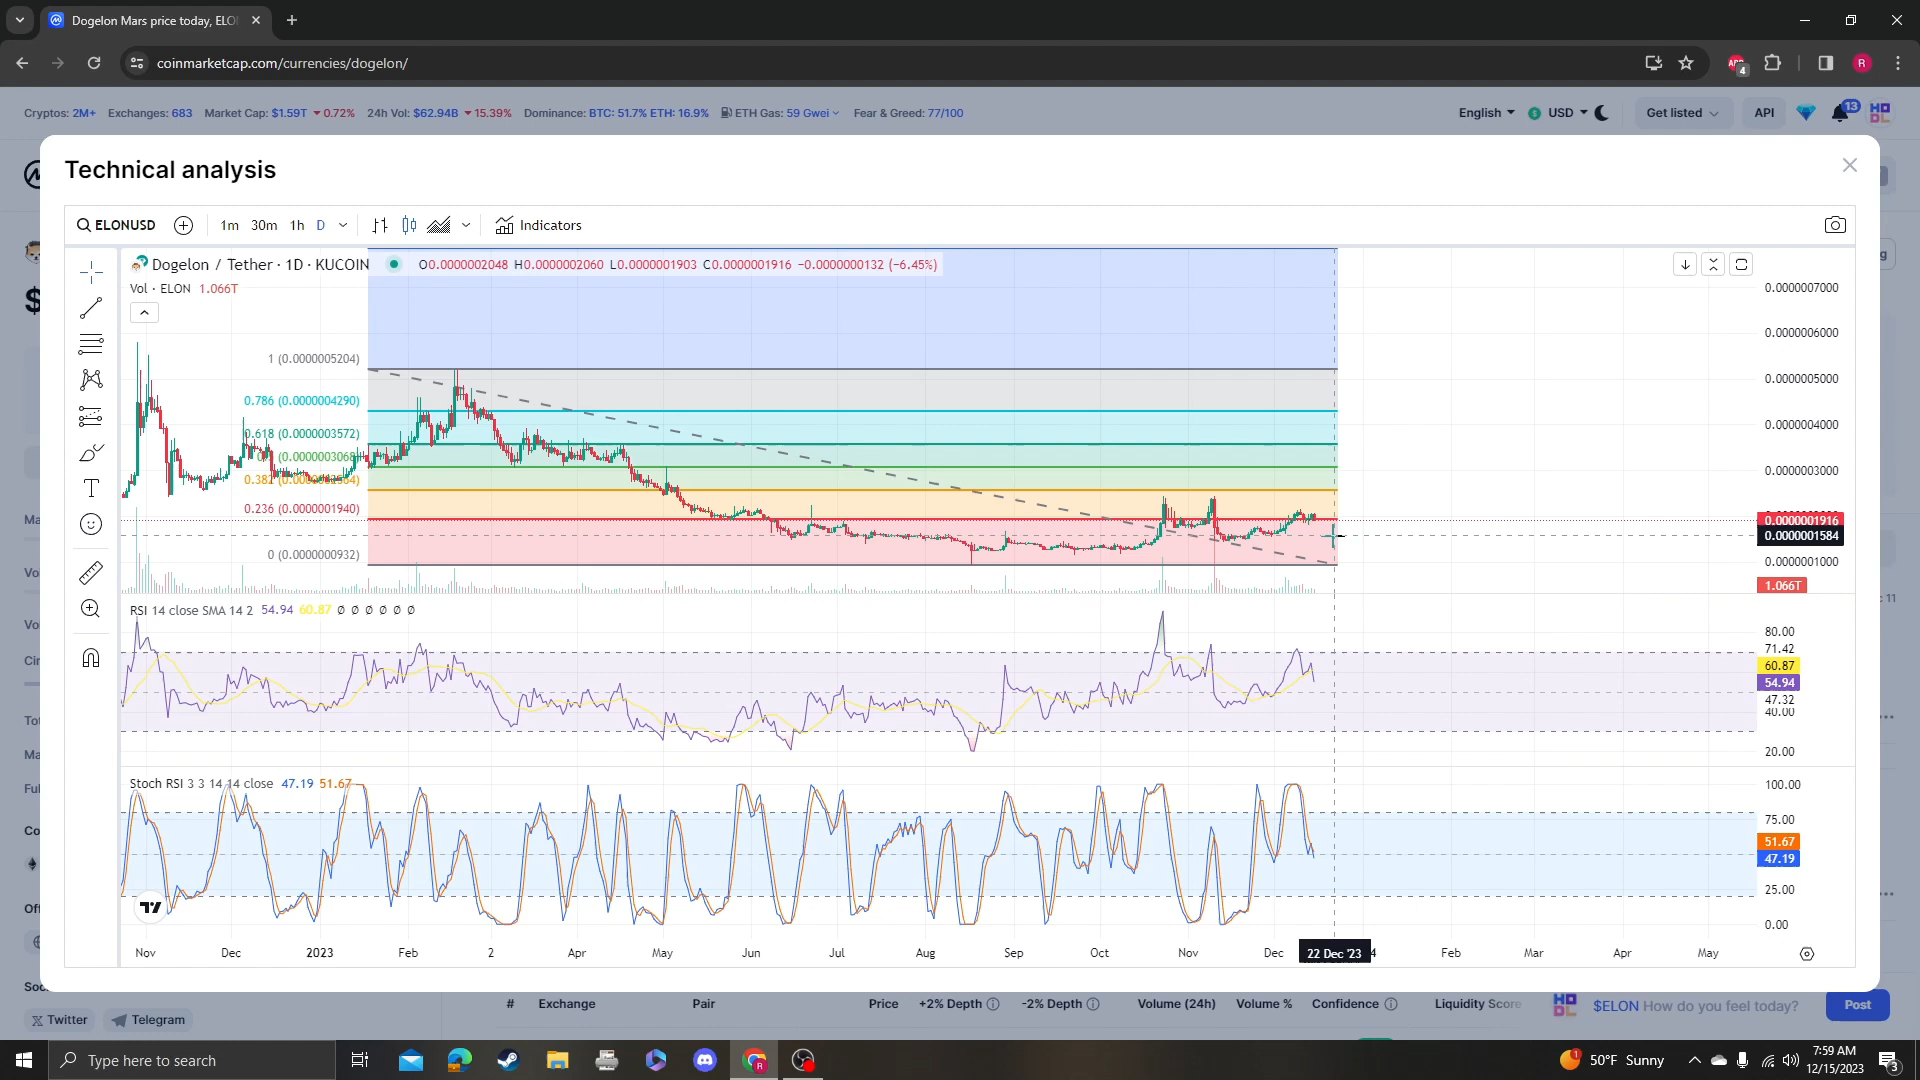 Dogelon Mars price today, ELO
coinmarketcap.com/currencies/dogelon/
ABP 4
R
Cryptos: 2M+ Exchanges: 683 Market Cap: $1.59T 0.72% 24h Vol: $62.94B 15.39% Dominance: BTC: 51.7% ETH: 16.9% ETH Gas: 59 Gwei Fear & Greed: 77/100
English USD Get listed API 13
Technical analysis
ELONUSD 1m 30m 1h D Indicators
Dogelon / Tether · 1D · KUCOIN O0.0000002048 H0.0000002060 L0.0000001903 C0.0000001916 −0.0000000132 (−6.45%)
Vol · ELON 1.066T
0.0000007000
0.0000006000
1 (0.0000005204)
0.0000005000
0.786 (0.0000004290)
0.0000004000
0.618 (0.0000003572)
0.0000003000
0.236 (0.0000001940)
0.0000001916
0.0000001584
0 (0.0000000932)
0.0000001000
1.066T
RSI 14 close SMA 14 2 54.94 60.87 Ø Ø Ø Ø Ø Ø
80.00
71.42
60.87
54.94
47.32
40.00
20.00
Stoch RSI 3 3 14 14 close 47.19 51.67
100.00
75.00
51.67
47.19
25.00
0.00
Nov Dec 2023 Feb 2 Apr May Jun Jul Aug Sep Oct Nov Dec 22 Dec '23 4 Feb Mar Apr May
# Exchange Pair Price +2% Depth -2% Depth Volume (24h) Volume % Confidence Liquidity Score
$ELON How do you feel today? Post
Twitter Telegram
Type here to search
50°F Sunny
7:59 AM
12/15/2023
3